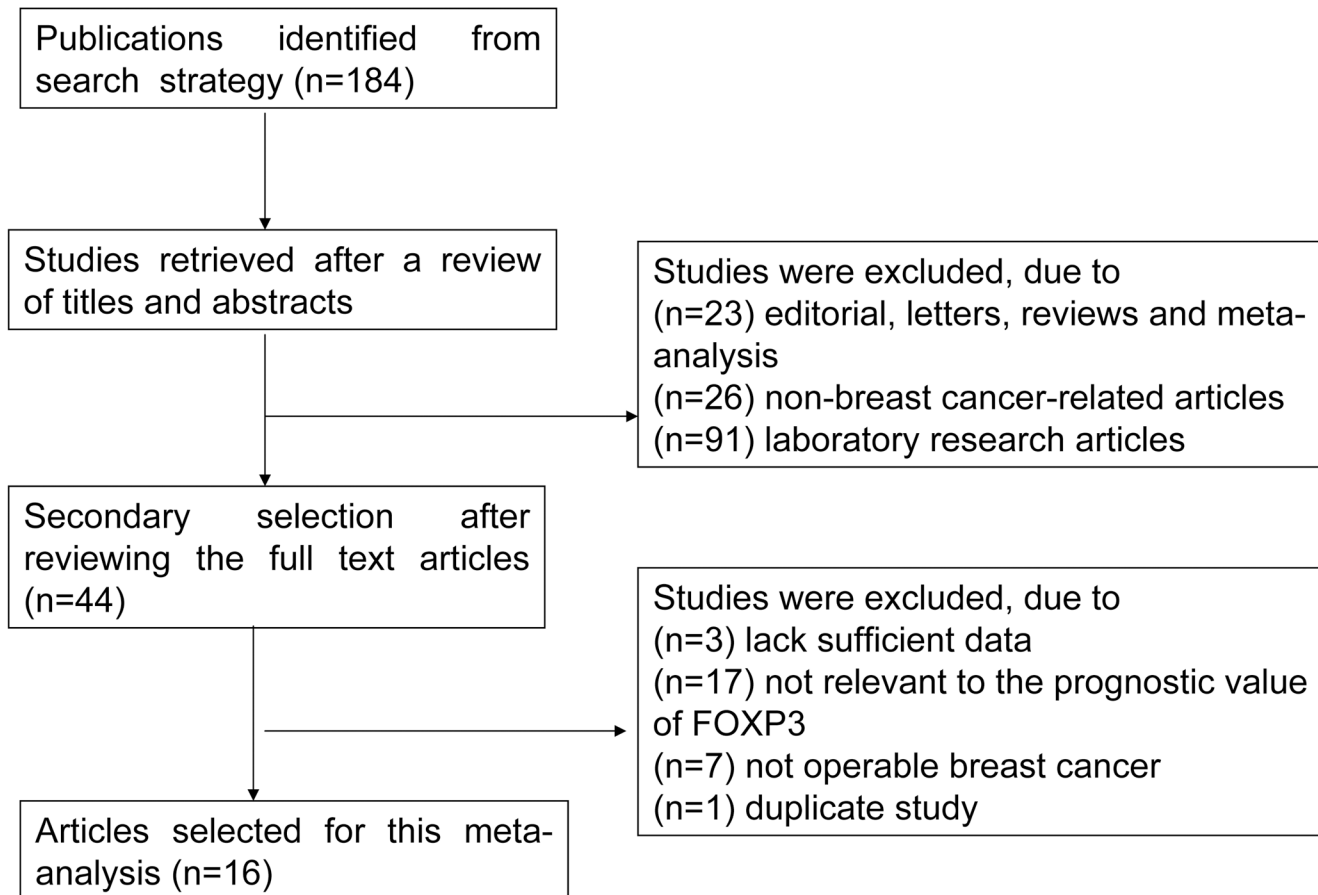 Publications identified from
search strategy (n=184)
Studies retrieved after a review
of titles and abstracts
Studies were excluded, due to
(n=23) editorial, letters, reviews and meta-
analysis
(n=26) non-breast cancer-related articles
(n=91) laboratory research articles
Secondary selection after
reviewing the full text articles
(n=44)
Studies were excluded, due to
(n=3) lack sufficient data
(n=17) not relevant to the prognostic value
of FOXP3
(n=7) not operable breast cancer
(n=1) duplicate study
Articles selected for this meta-
analysis (n=16)